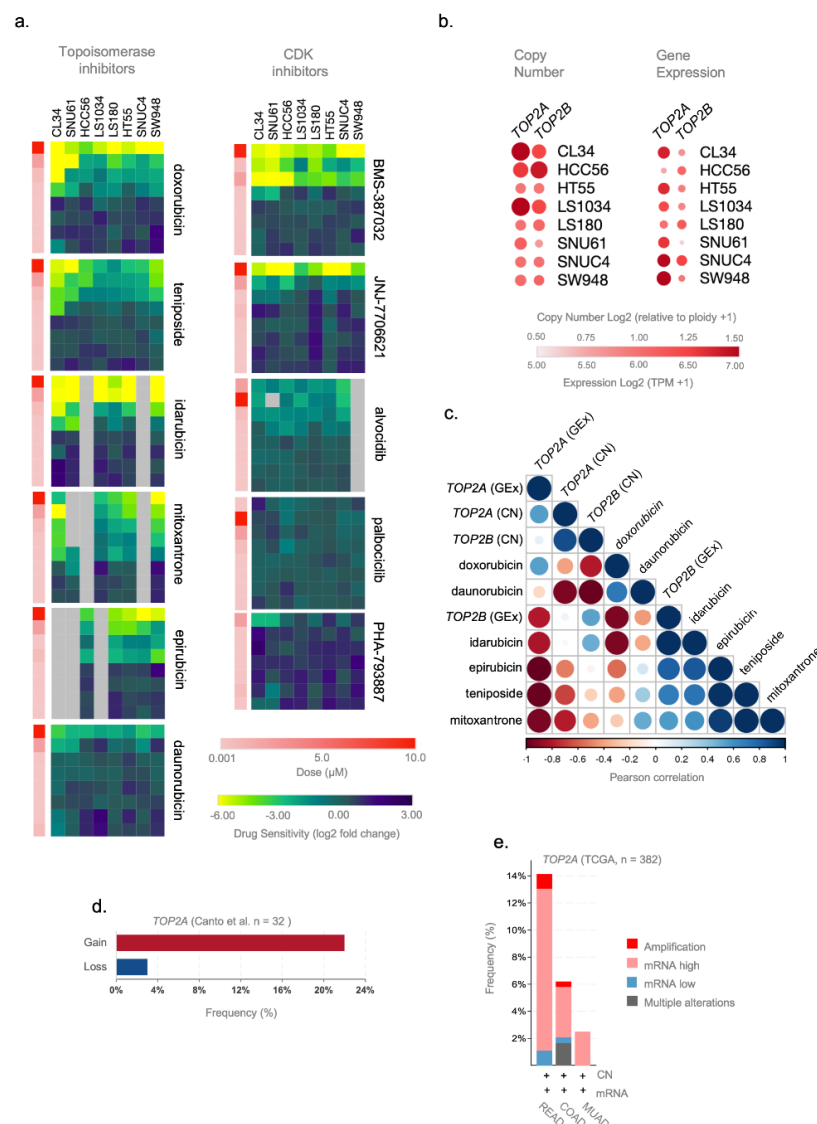 a.
Topoisomerase
inhibitors
CL34
SNU61
HCC56
LS1034
LS180
HT55
SNUC4
SW948
doxorubicin
teniposide
idarubicin
mitoxantrone
epirubicin
daunorubicin
CDK
inhibitors
CL34
SNU61
HCC56
LS1034
LS180
HT55
SNUC4
SW948
BMS-387032
JNJ-7706621
alvocidib
palbociclib
PHA-793887
0.001 5.0 10.0
Dose (µM)
-6.00 -3.00 3.00
Drug Sensitivity (log2 fold change)
b.
Copy
Number
Gene
Expression
TOP2A
TOP2B
TOP2A
TOP2B
CL34 CL34
HCC56 HCC56
HT55 HT55
LS1034 LS1034
LS180 LS180
SNU61 SNU61
SNUC4 SNUC4
SW948 SW948
Copy Number Log2 (relative to ploidy +1)
0.50 0.75 1.25 1.50
5.00 5.75 6.50 7.00
Expression Log2 (TPM +1)
c.
TOP2A (GEx)
TOP2A (CN)
TOP2B (CN)
doxorubicin
daunorubicin
TOP2B (GEx)
idarubicin
epirubicin
teniposide
mitoxantrone
TOP2A (GEx)
TOP2A (CN)
TOP2B (CN)
doxorubicin
daunorubicin
TOP2B (GEx)
idarubicin
epirubicin
teniposide
mitoxantrone
-1 -0.8 -0.6 -0.4 -0.2 0 0.2 0.4 0.6 0.8 1
Pearson correlation
d.
TOP2A (Canto et al. n = 32 )
Gain
Loss
0% 4% 8% 12% 16% 20% 24%
Frequency (%)
e.
TOP2A (TCGA, n = 382)
14%
12%
10%
8%
6%
4%
2%
Frequency (%)
Amplification
mRNA high
mRNA low
Multiple alterations
+ + + CN
+ + + mRNA
READ
COAD
MUAD